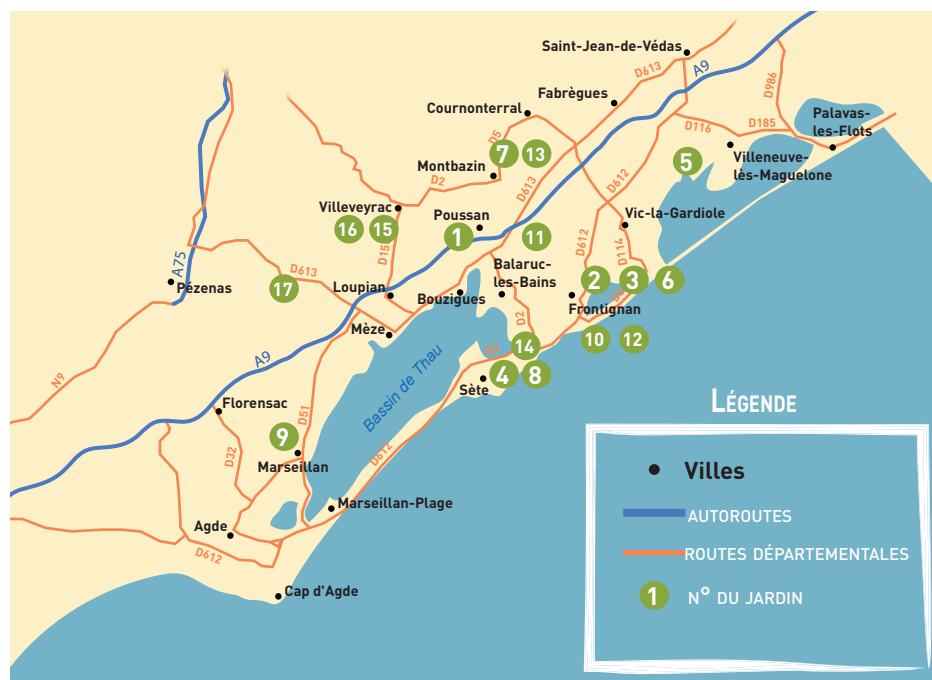 Saint-Jean-de-Védas
A9
D613
D986
Fabrègues
Cournonterral
Palavas-
les-Flots
D116
D185
D5
7
13
Villeneuve-
lès-Maguelone
5
Montbazin
D2
D613
D612
Villeveyrac
16
15
Poussan
1
11
Vic-la-Gardiole
D15
D612
D114
A75
Pézenas
D613
17
Loupian
Bouzigues
Balaruc-
les-Bains
2
3
6
Frontignan
Mèze
D2
10
12
Bassin de Thau
D2
14
A9
N9
4
8
Sète
Florensac
D51
9
Marseillan
D32
D612
Marseillan-Plage
Agde
D612
Cap d'Agde
Légende
Villes
autoroutes
routes départementales
1
n° du jardin